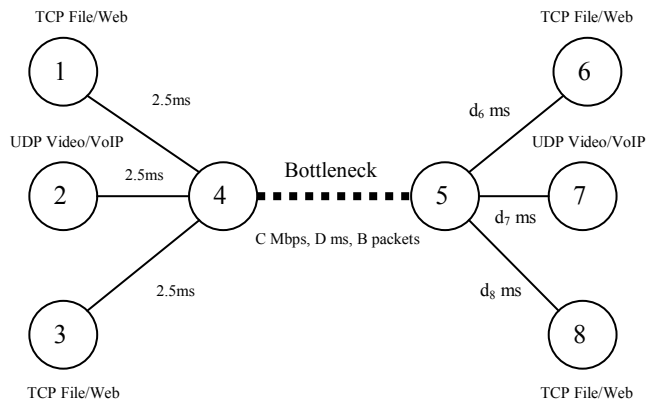 TCP File/Web
TCP File/Web
1
6
2.5ms
d6 ms
UDP Video/VoIP
UDP Video/VoIP
2.5ms
Bottleneck
2
4
5
7
d7 ms
C Mbps, D ms, B packets
2.5ms
d8 ms
3
8
TCP File/Web
TCP File/Web